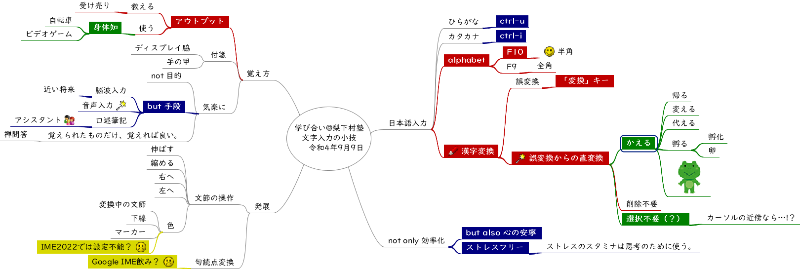 学び合い@県下村塾
文字入力の小技
令和4年9月9日
日本語入力
ひらがな
ctrl-u
カタカナ
ctrl-i
alphabet
F10
半角
F9
全角
漢字変換
誤変換
「変換」キー
誤変換からの直変換
かえる
帰る
変える
代える
孵る
孵化
卵
削除不要
選択不要(?)
カーソルの近傍なら…!?
not only 効率化
but also 心の安寧
ストレスフリー
ストレスのスタミナは思考のために使う。
覚え方
アウトプット
教える
受け売り
使う
身体知
自転車
ビデオゲーム
付箋
ディスプレイ脇
手の甲
気楽に
not 目的
but 手段
脳波入力
近い将来
音声入力
口述筆記
アシスタント
覚えられたものだけ、覚えれば良い。
禅問答
発展
文節の操作
伸ばす
縮める
右へ
左へ
色
変換中の文節
下線
マーカー
IME2022では設定不能?
句読点変換
Google IME飲み?